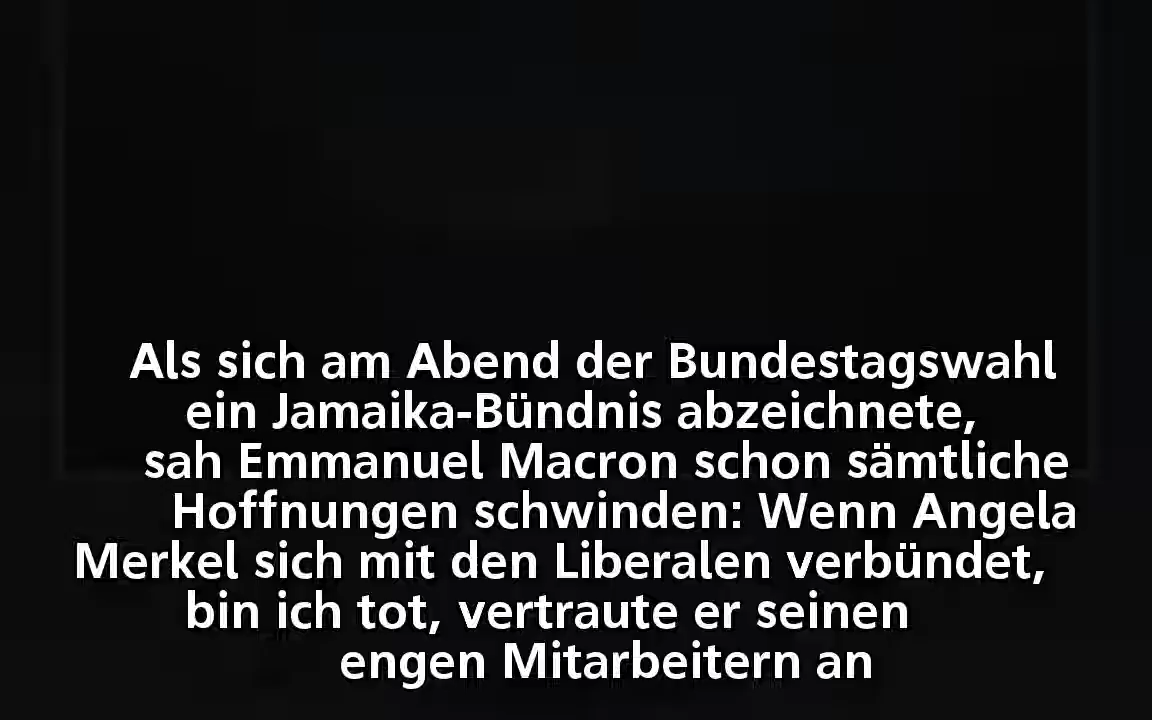 Als sich am Abend der Bundestagswahl
ein Jamaika-Bündnis abzeichnete,
sah Emmanuel Macron schon sämtliche
Hoffnungen schwinden: Wenn Angela
Merkel sich mit den Liberalen verbündet,
bin ich tot, vertraute er seinen
engen Mitarbeitern an